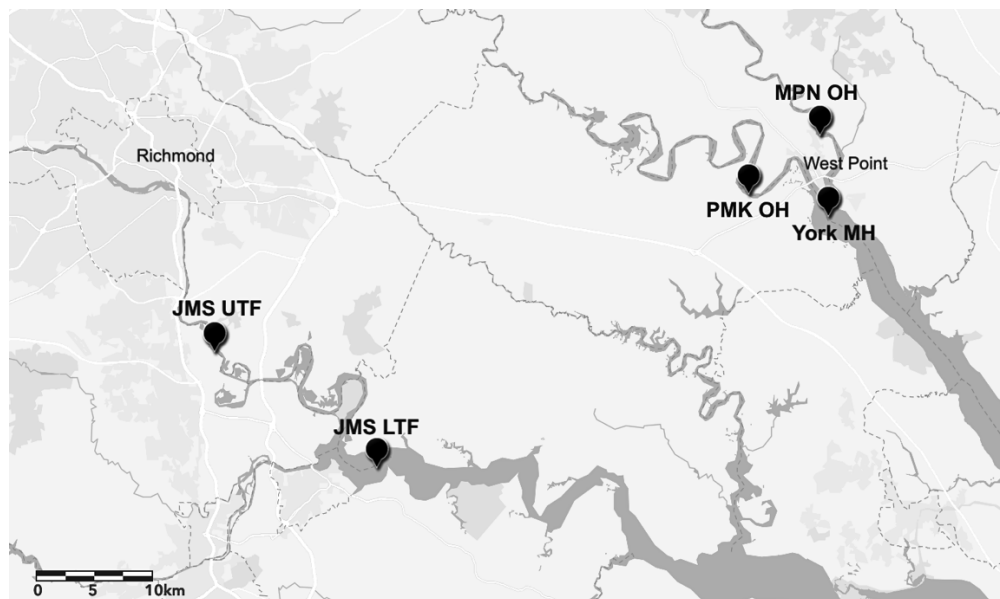 MPN OH
Richmond
West Point
PMK OH
York MH
JMS UTF
JMS LTF
0 5 10km